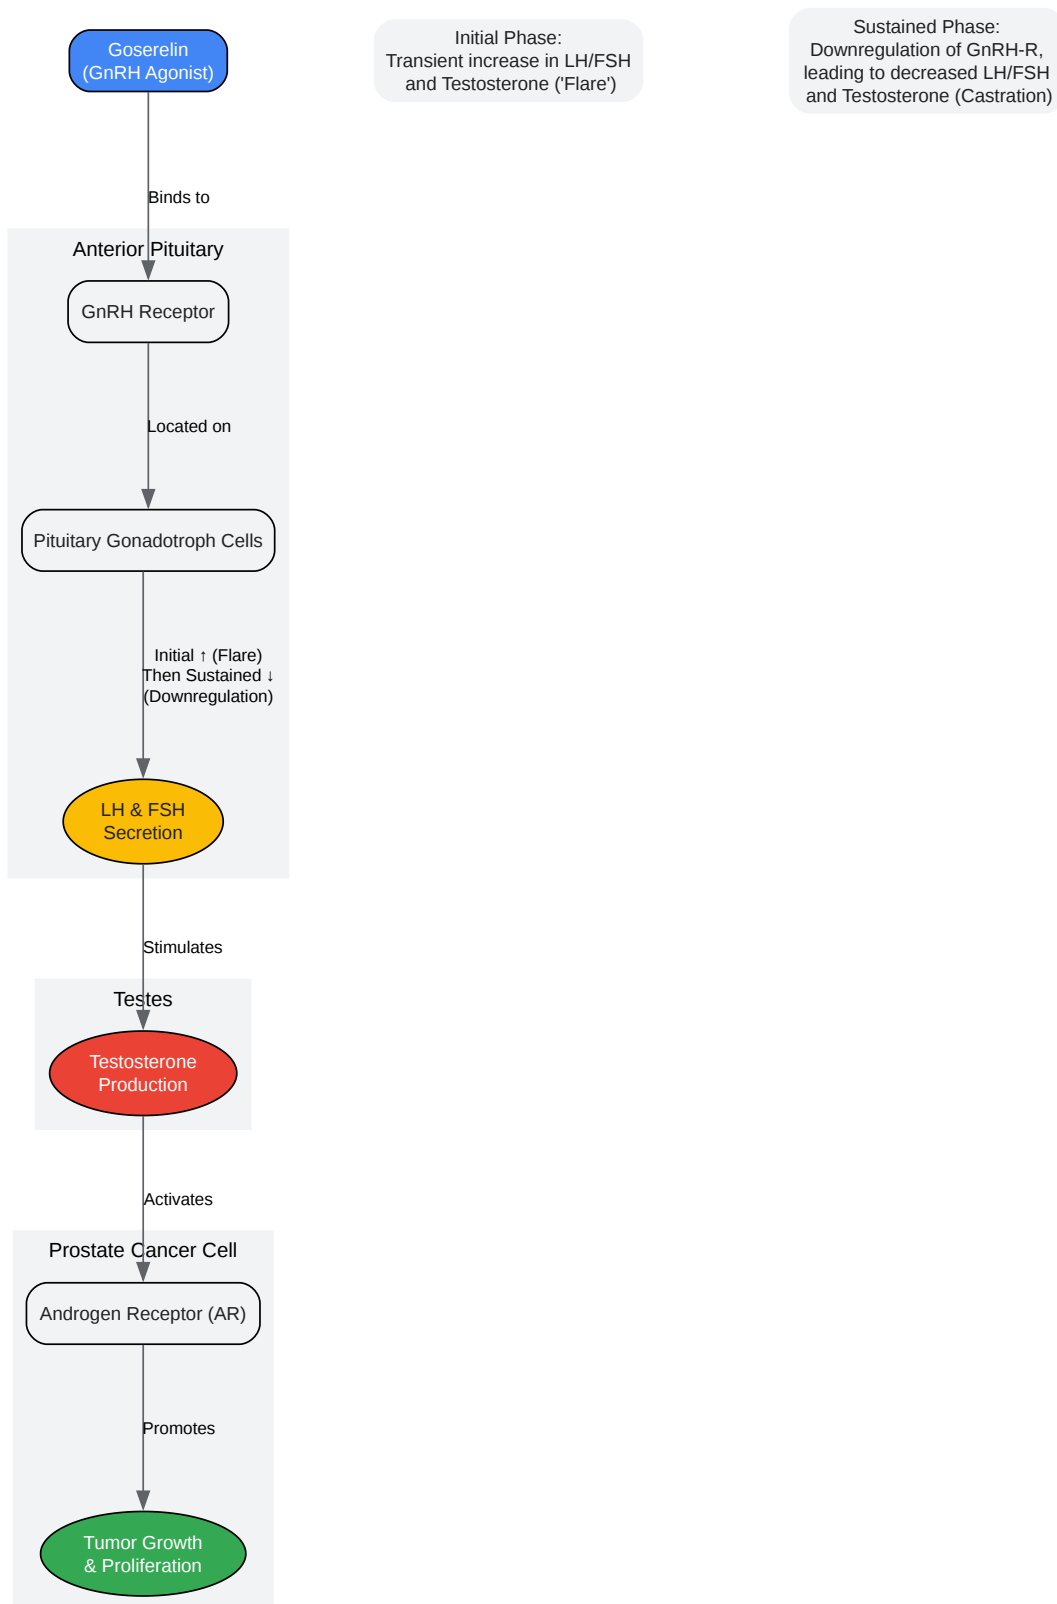 Goserelin
(GnRH Agonist)
Initial Phase:
Transient increase in LH/FSH
and Testosterone ('Flare')
Sustained Phase:
Downregulation of GnRH-R,
leading to decreased LH/FSH
and Testosterone (Castration)
Binds to
Anterior Pituitary
GnRH Receptor
Located on
Pituitary Gonadotroph Cells
Initial ↑ (Flare)
Then Sustained ↓
(Downregulation)
LH & FSH
Secretion
Stimulates
Testes
Testosterone
Production
Activates
Prostate Cancer Cell
Androgen Receptor (AR)
Promotes
Tumor Growth
& Proliferation